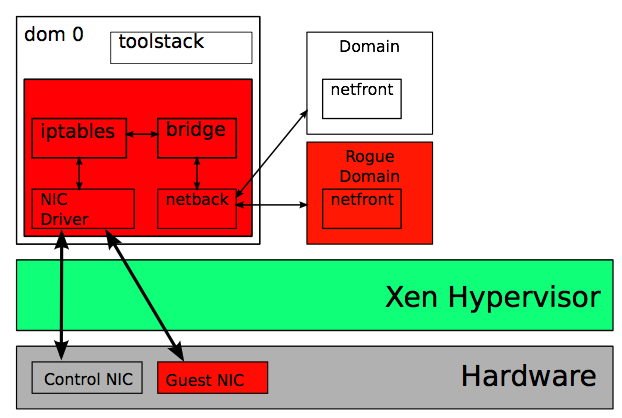 dom 0
toolstack
iptables
bridge
NIC
Driver
netback
Domain
netfront
Rogue
Domain
netfront
Xen Hypervisor
Control NIC
Guest NIC
Hardware